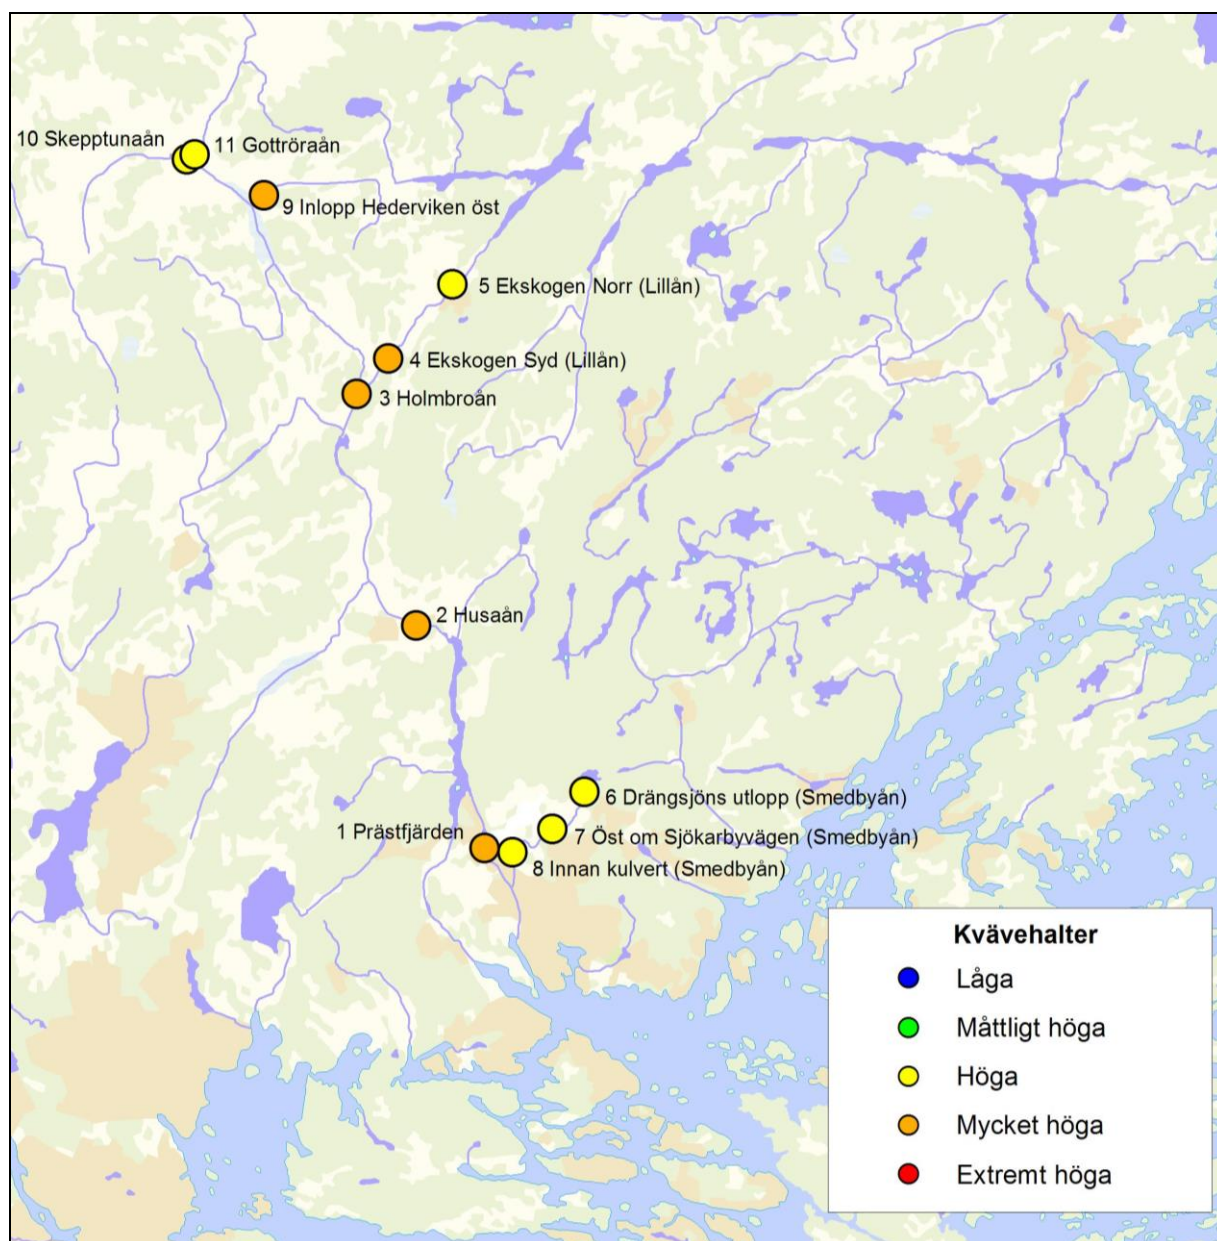 10 Skepptunaån
11 Gottröraån
9 Inlopp Hederviken öst
5 Ekskogen Norr (Lillån)
4 Ekskogen Syd (Lillån)
3 Holmbroån
2 Husaån
6 Drängsjöns utlopp (Smedbyån)
1 Prästfjärden
7 Öst om Sjökarbyvägen (Smedbyån)
8 Innan kulvert (Smedbyån)
Kvävehalter
Låga
Måttligt höga
Höga
Mycket höga
Extremt höga